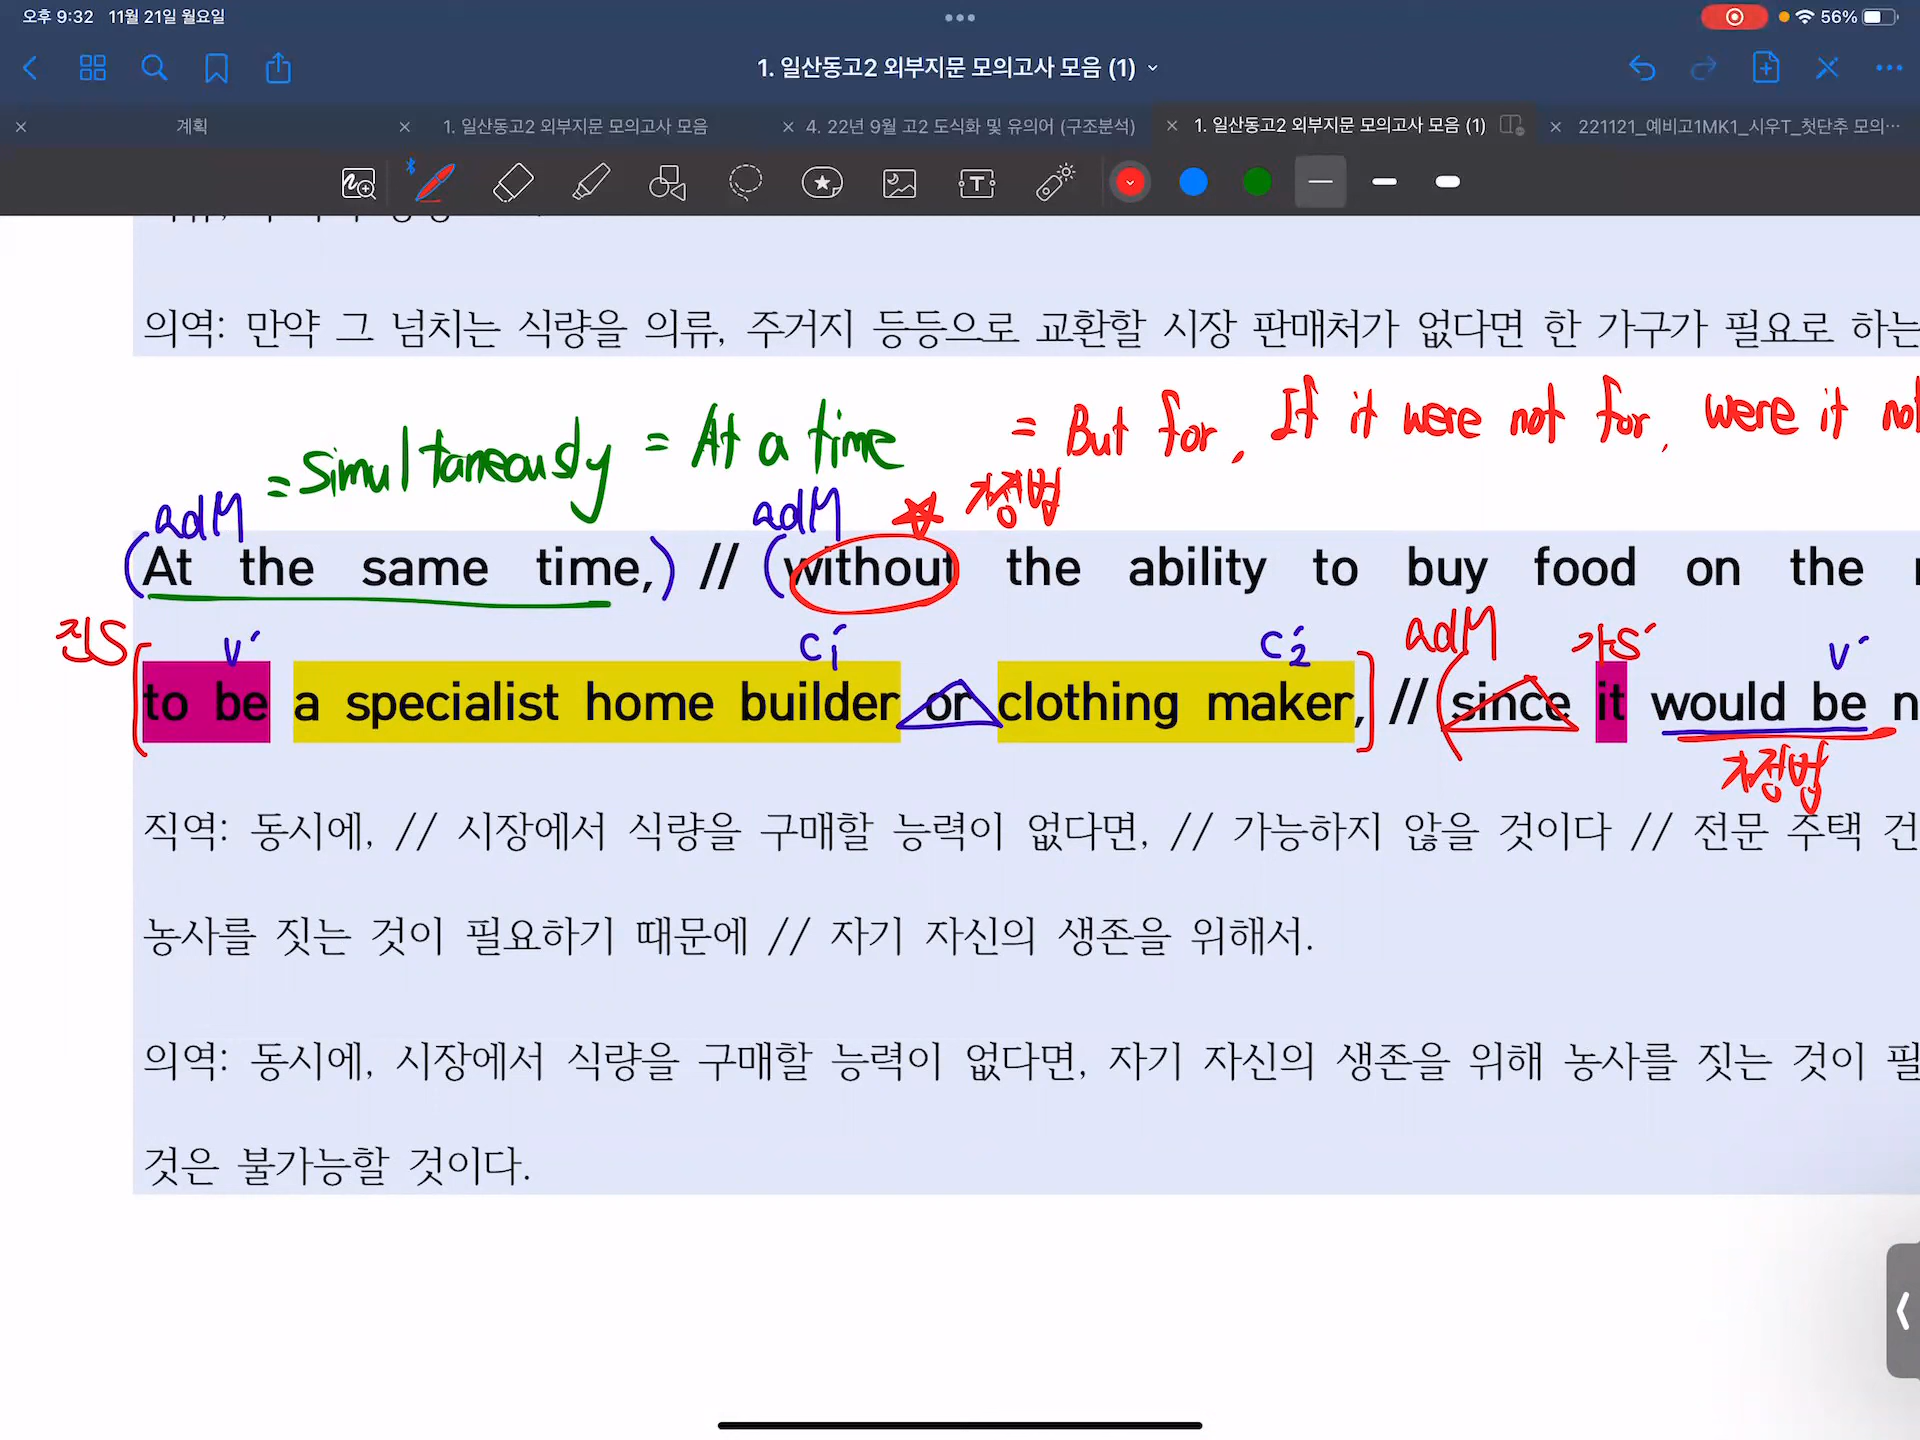 오후 9:32 11월 21일 월요일 56%
1. 일산동고2 외부지문 모의고사 모음 (1)
계획 1. 일산동고2 외부지문 모의고사 모음 4. 22년 9월 고2 도식화 및 유의어 (구조분석) 1. 일산동고2 외부지문 모의고사 모음 (1) 221121_예비고1MK1_시우T_첫단추 모의…
의역: 만약 그 넘치는 식량을 의류, 주거지 등등으로 교환할 시장 판매처가 없다면 한 가구가 필요로 하는
= But for, If it were not for, were it not
= Simultaneously = At a time
adM adM 가정법
(At the same time,) // (without the ability to buy food on the
진S v' c'1 c'2 adM 가S' v'
[to be a specialist home builder or clothing maker,] // (since it would be n
가정법
직역: 동시에, // 시장에서 식량을 구매할 능력이 없다면, // 가능하지 않을 것이다 // 전문 주택 건
농사를 짓는 것이 필요하기 때문에 // 자기 자신의 생존을 위해서.
의역: 동시에, 시장에서 식량을 구매할 능력이 없다면, 자기 자신의 생존을 위해 농사를 짓는 것이 필
것은 불가능할 것이다.